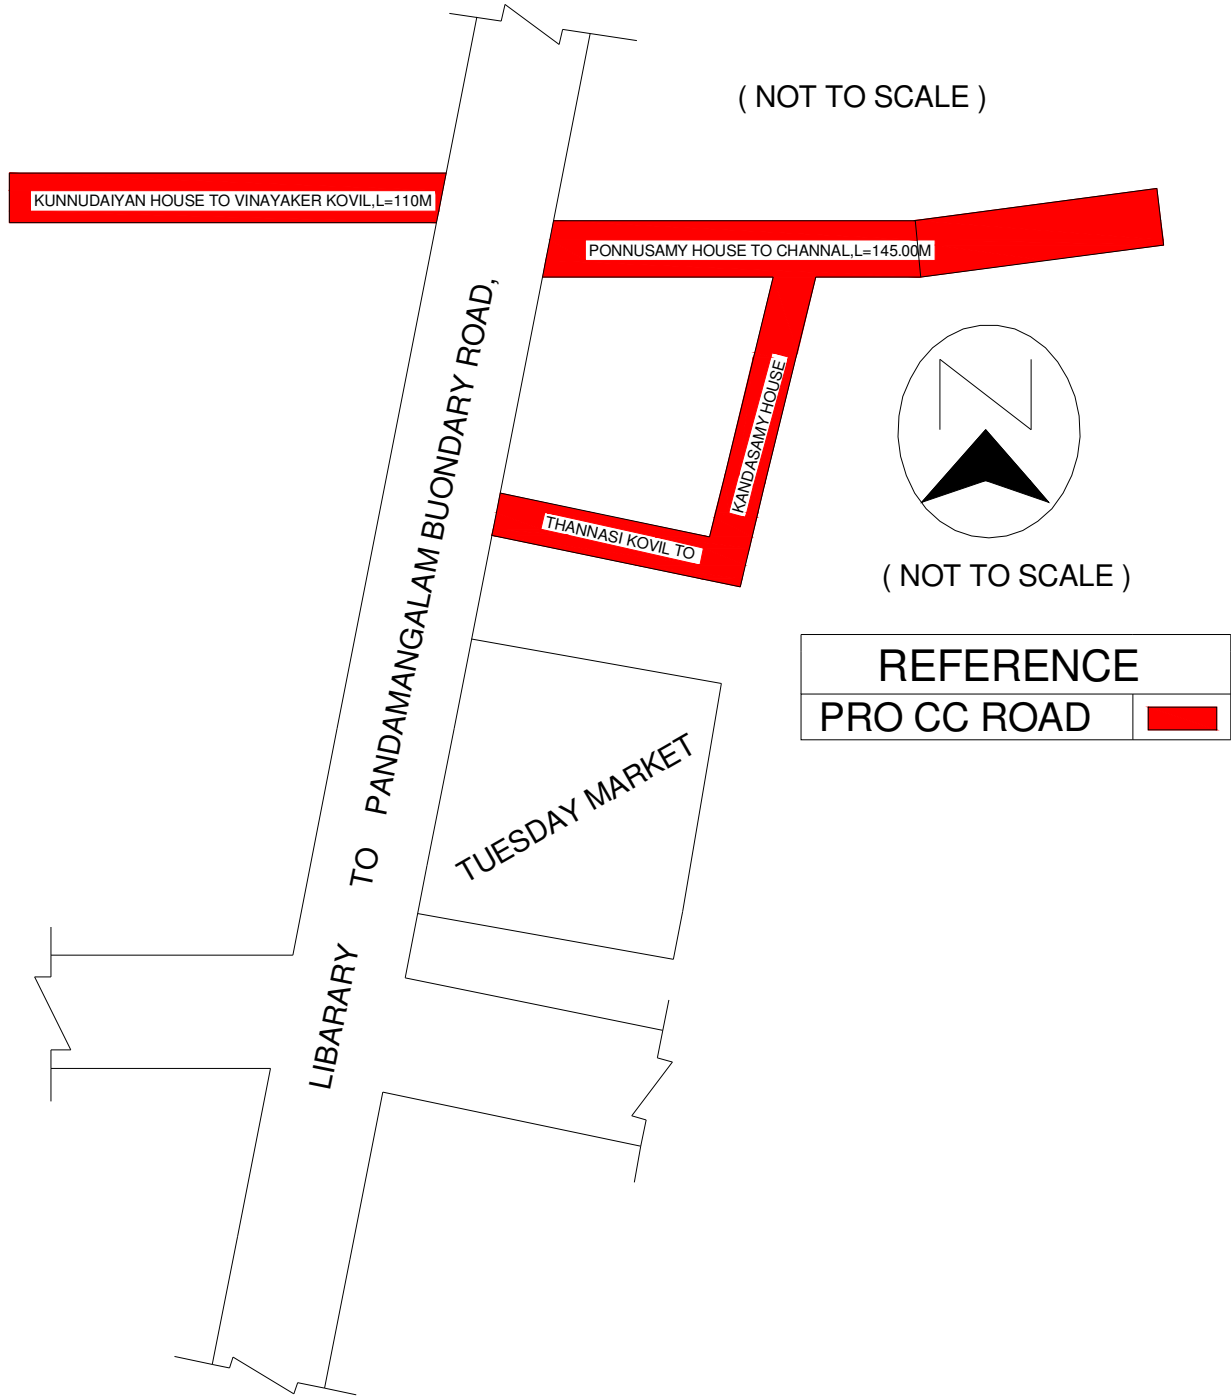 ( NOT TO SCALE )
KUNNUDAIYAN HOUSE TO VINAYAKER KOVIL,L=110M
PONNUSAMY HOUSE TO CHANNAL,L=145.00M
LIBARARY TO PANDAMANGALAM BUONDARY ROAD,
KANDASAMY HOUSE
THANNASI KOVIL TO
N
( NOT TO SCALE )
REFERENCE
PRO CC ROAD
TUESDAY MARKET